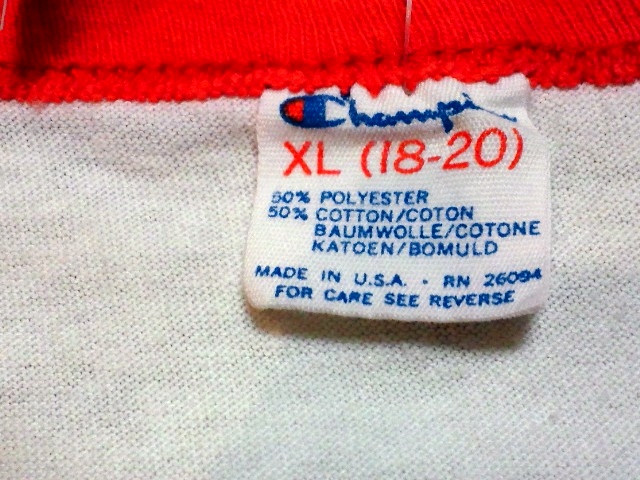 Champi
XL (18-20)
50% POLYESTER
50% COTTON/COTON
BAUMWOLLE/COTONE
KATOEN/BOMULD
MADE IN U.S.A. · RN 26094
FOR CARE SEE REVERSE